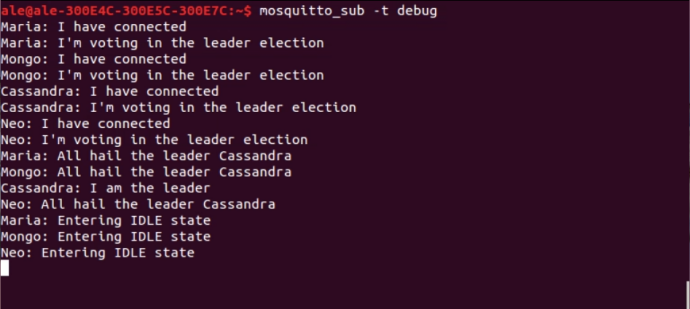 ale@ale-300E4C-300E5C-300E7C:~$ mosquitto_sub -t debug
Maria: I have connected
Maria: I'm voting in the leader election
Mongo: I have connected
Mongo: I'm voting in the leader election
Cassandra: I have connected
Cassandra: I'm voting in the leader election
Neo: I have connected
Neo: I'm voting in the leader election
Maria: All hail the leader Cassandra
Mongo: All hail the leader Cassandra
Cassandra: I am the leader
Neo: All hail the leader Cassandra
Maria: Entering IDLE state
Mongo: Entering IDLE state
Neo: Entering IDLE state